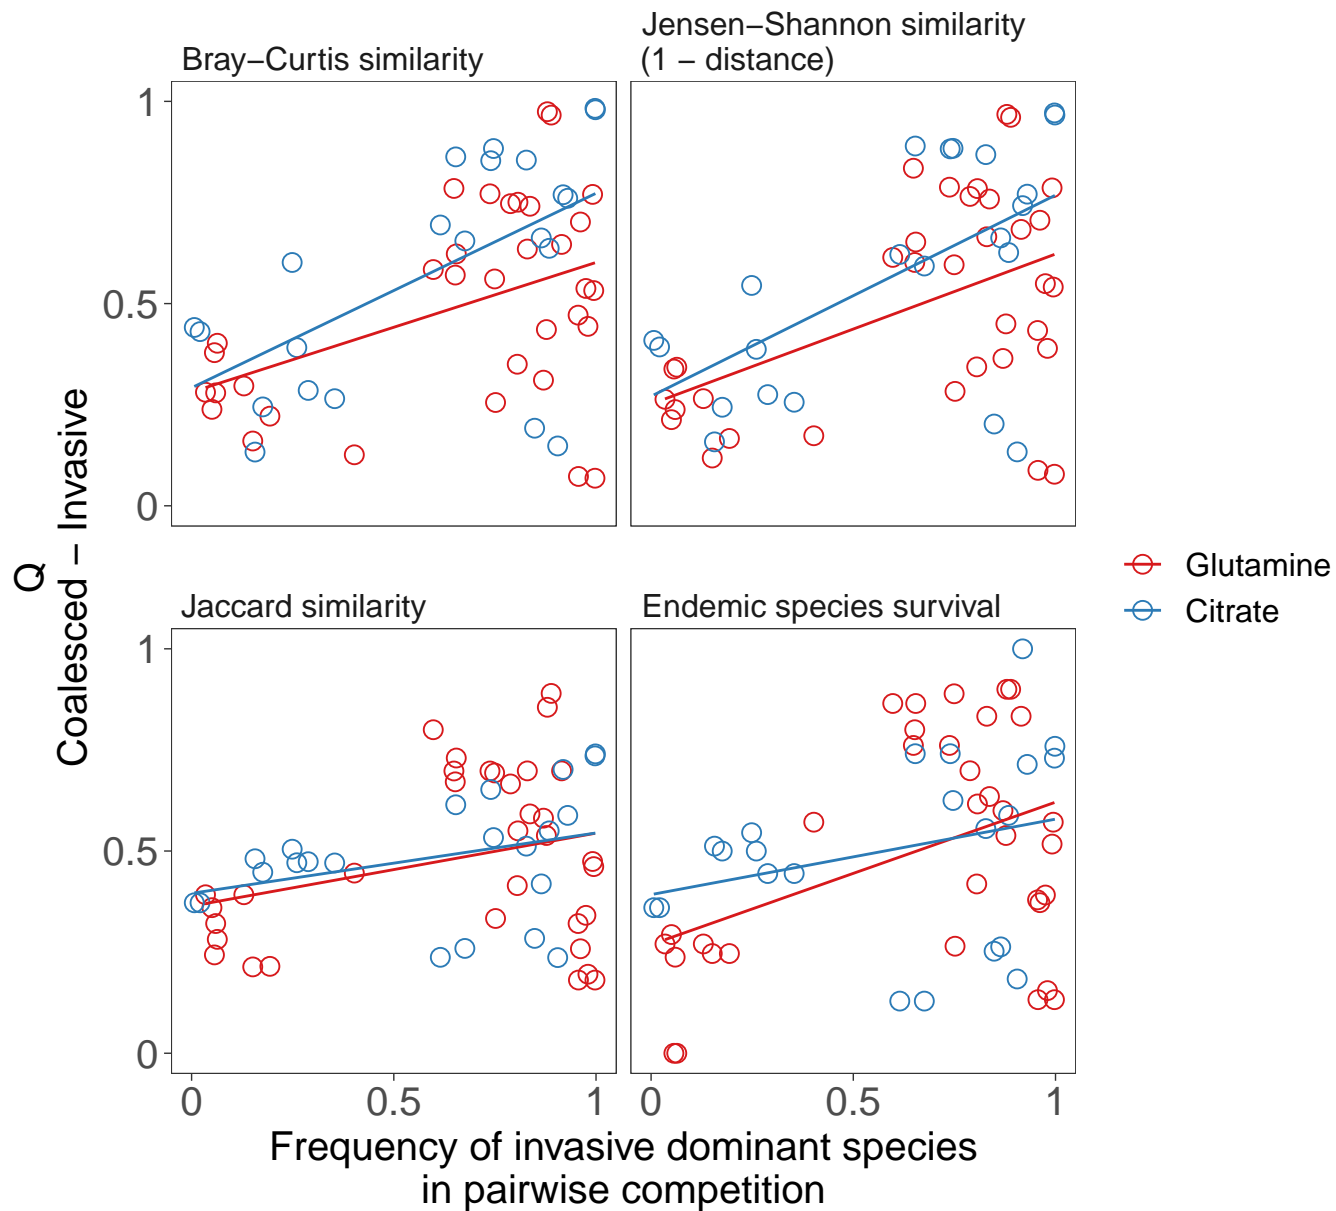 Bray−Curtis similarity
Jensen−Shannon similarity
(1 − distance)
1
0.5
0
Q
Coalesced − Invasive
Jaccard similarity
Endemic species survival
1
0.5
0
0
0.5
1
0
0.5
1
Frequency of invasive dominant species
in pairwise competition
Glutamine
Citrate